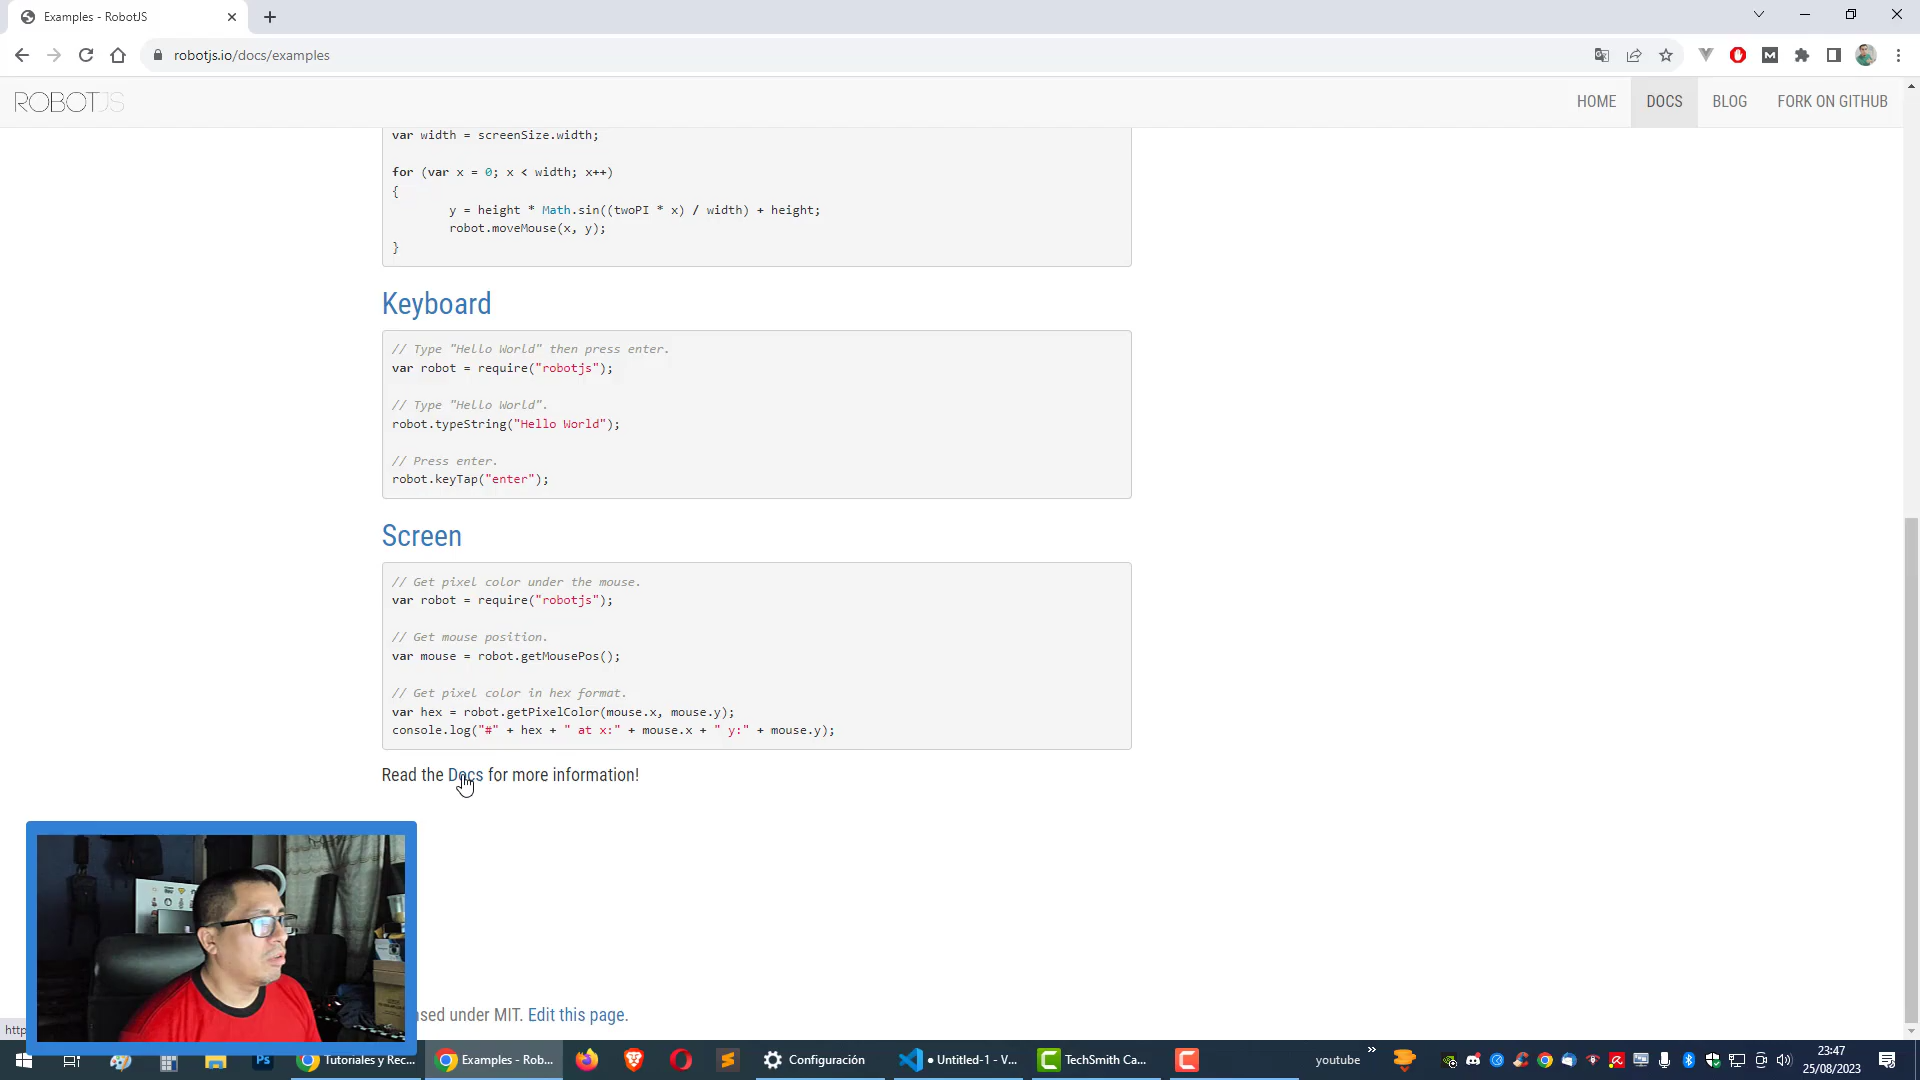 Examples - RobotJS
robotjs.io/docs/examples
ROBOTJS
HOME
DOCS
BLOG
FORK ON GITHUB
var width = screenSize.width;
for (var x = 0; x < width; x++)
{
y = height * Math.sin((twoPI * x) / width) + height;
robot.moveMouse(x, y);
}
Keyboard
// Type "Hello World" then press enter.
var robot = require("robotjs");
// Type "Hello World".
robot.typeString("Hello World");
// Press enter.
robot.keyTap("enter");
Screen
// Get pixel color under the mouse.
var robot = require("robotjs");
// Get mouse position.
var mouse = robot.getMousePos();
// Get pixel color in hex format.
var hex = robot.getPixelColor(mouse.x, mouse.y);
console.log("#" + hex + " at x:" + mouse.x + " y:" + mouse.y);
Read the Docs for more information!
nsed under MIT. Edit this page.
http
Ps
Tutoriales y Rec...
Examples - Rob...
Configuración
● Untitled-1 - V...
TechSmith Ca...
youtube
23:47
25/08/2023